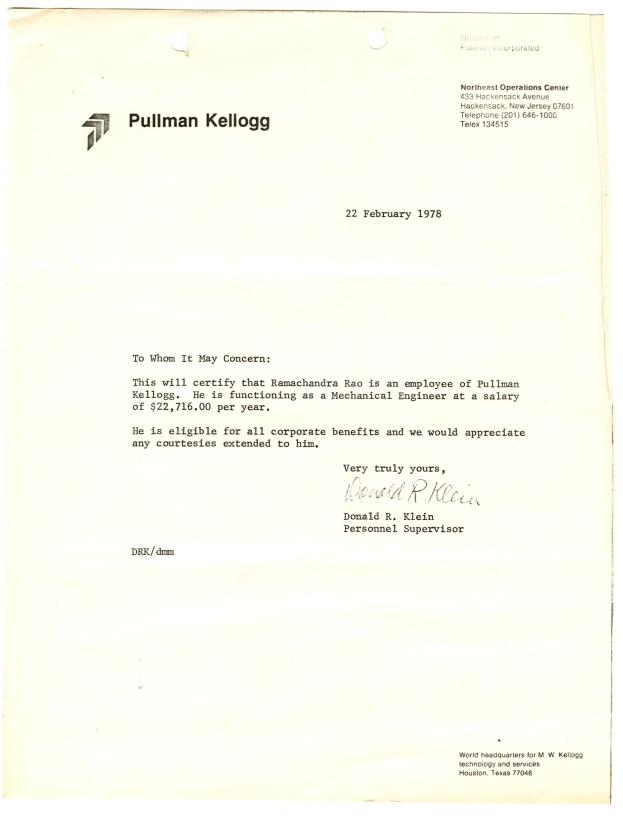 Division of
Pullman Incorporated
Northeast Operations Center
433 Hackensack Avenue
Hackensack, New Jersey 07601
Telephone (201) 646-1000
Telex 134515
Pullman Kellogg
22 February 1978
To Whom It May Concern:
This will certify that Ramachandra Rao is an employee of Pullman
Kellogg. He is functioning as a Mechanical Engineer at a salary
of $22,716.00 per year.
He is eligible for all corporate benefits and we would appreciate
any courtesies extended to him.
Very truly yours,
Donald R. Klein
Donald R. Klein
Personnel Supervisor
DRK/dmm
World headquarters for M. W. Kellogg
technology and services
Houston, Texas 77046